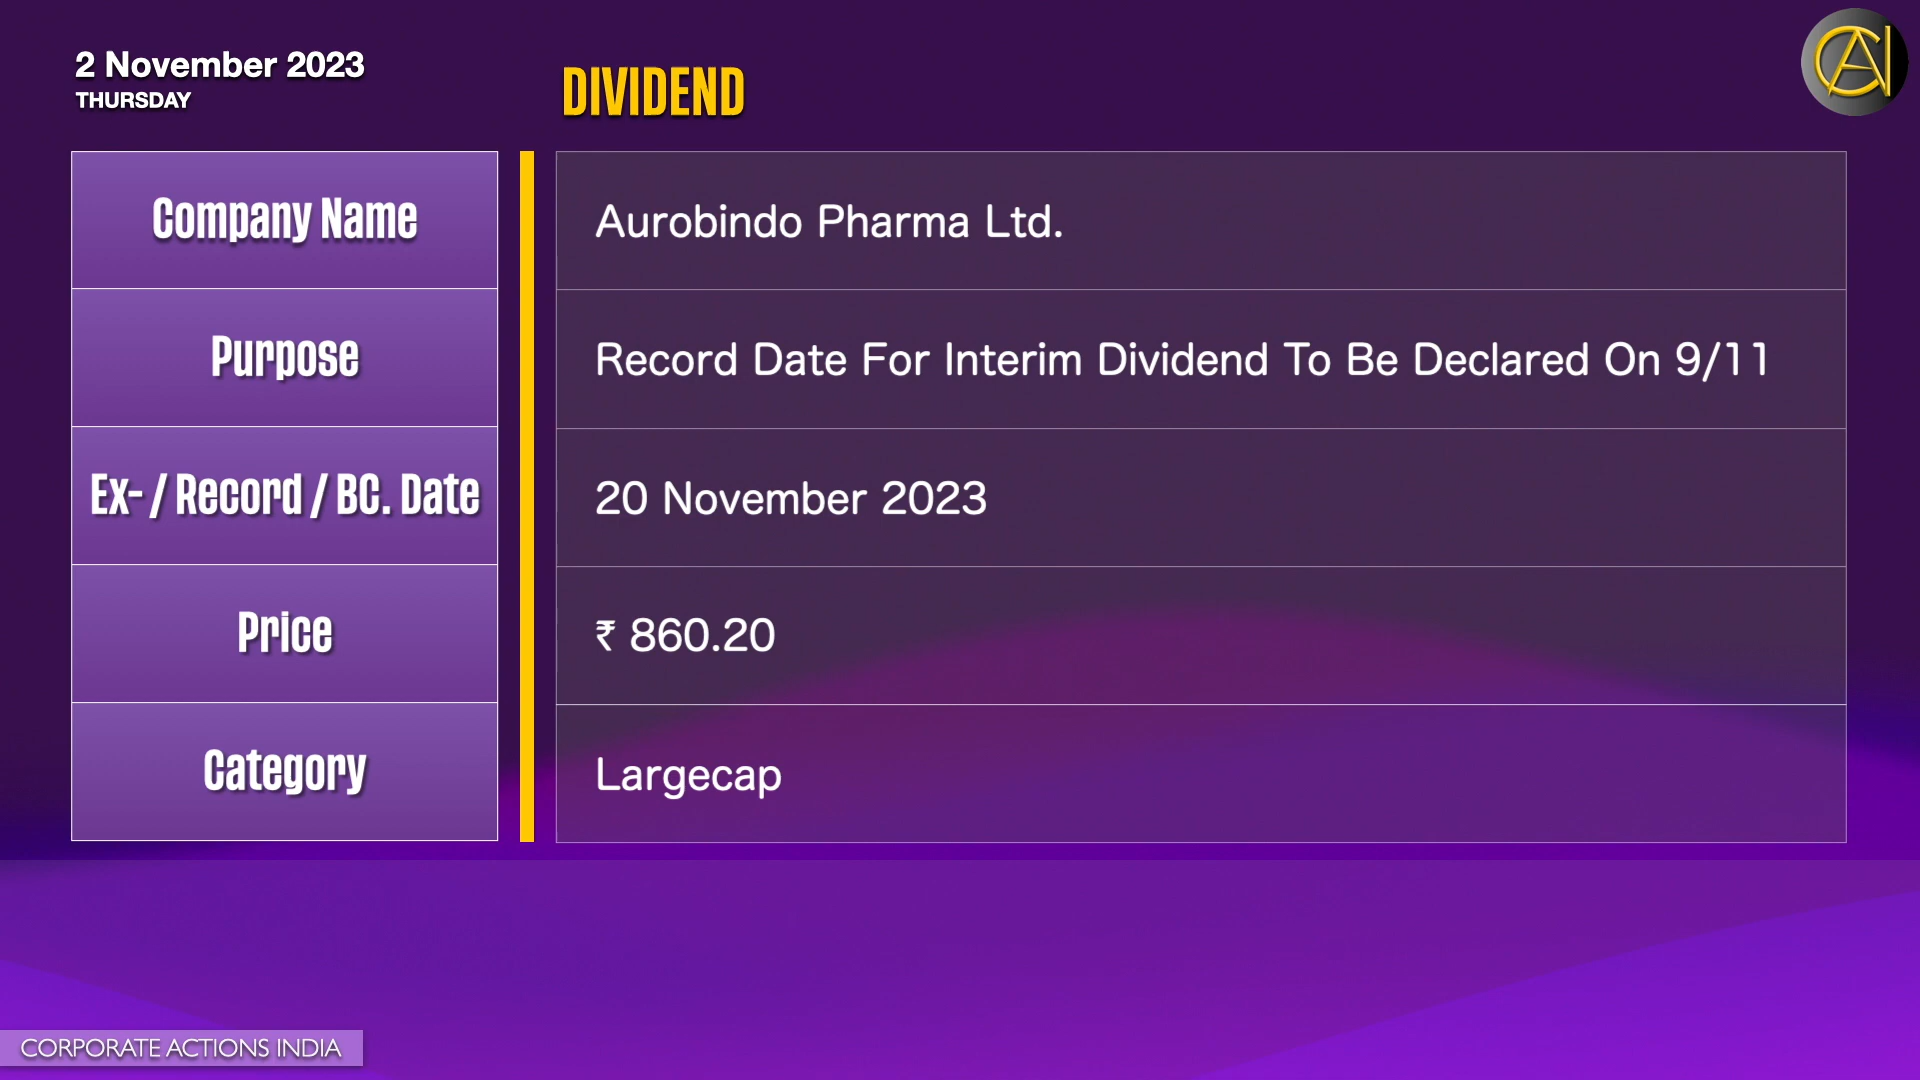 2 November 2023
THURSDAY
DIVIDEND
CAI
Company Name
Aurobindo Pharma Ltd.
Purpose
Record Date For Interim Dividend To Be Declared On 9/11
Ex- / Record / BC. Date
20 November 2023
Price
₹ 860.20
Category
Largecap
CORPORATE ACTIONS INDIA